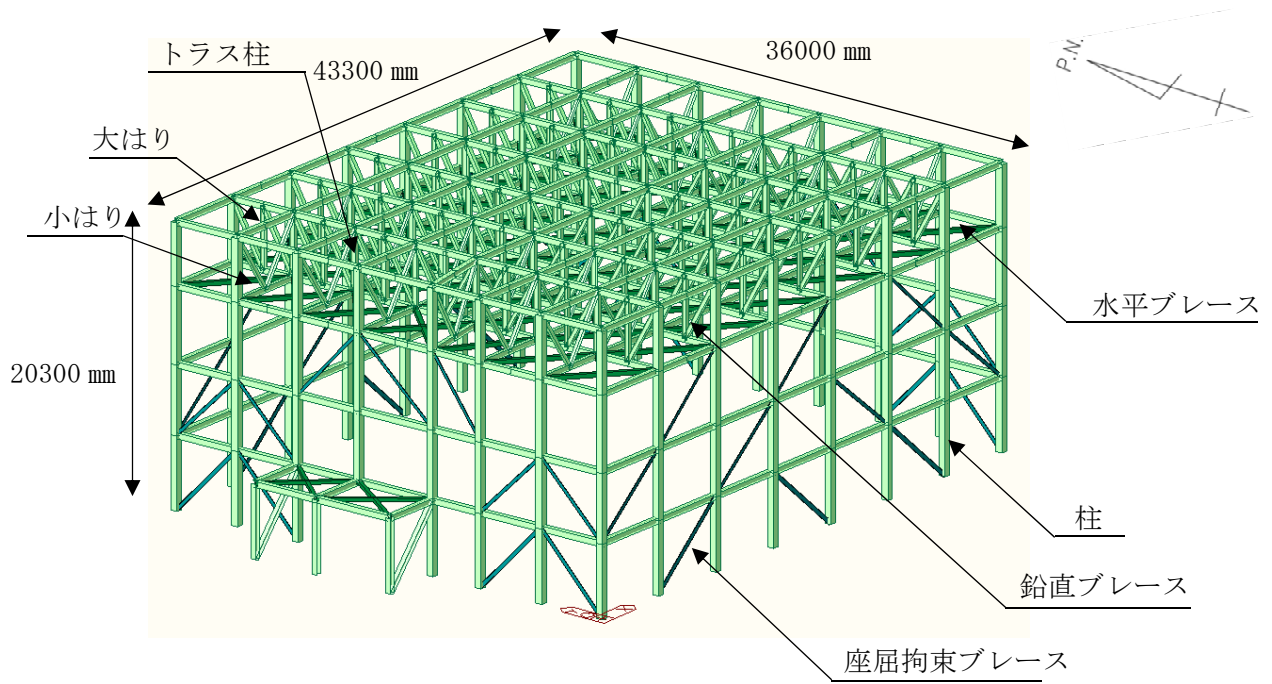 トラス柱
43300 ㎜
36000 ㎜
P.N.
大はり
小はり
20300 ㎜
水平ブレース
柱
鉛直ブレース
座屈拘束ブレース